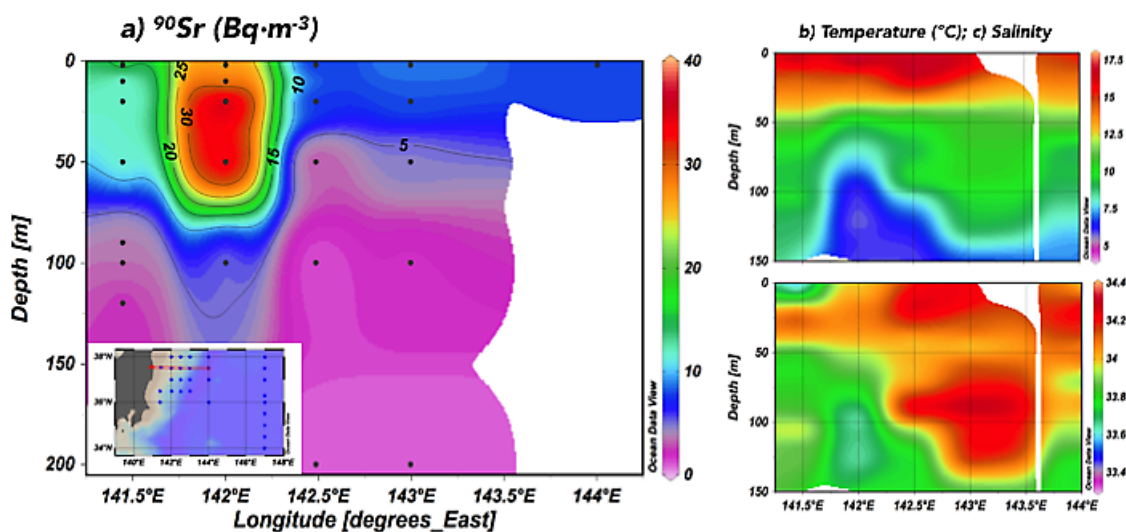 a) ⁹⁰Sr (Bq·m⁻³)
b) Temperature (°C); c) Salinity
0
50
100
150
200
Depth [m]
25
30
20
15
10
5
141.5°E 142°E 142.5°E 143°E 143.5°E 144°E
Longitude [degrees_East]
40
30
20
10
0
Ocean Data View
38°N
36°N
34°N
140°E 142°E 144°E 146°E 148°E
Ocean Data View
0
50
100
150
Depth [m]
17.5
15
12.5
10
7.5
5
Ocean Data View
0
50
100
150
Depth [m]
141.5°E 142°E 142.5°E 143°E 143.5°E 144°E
34.4
34.2
34
33.8
33.6
33.4
Ocean Data View